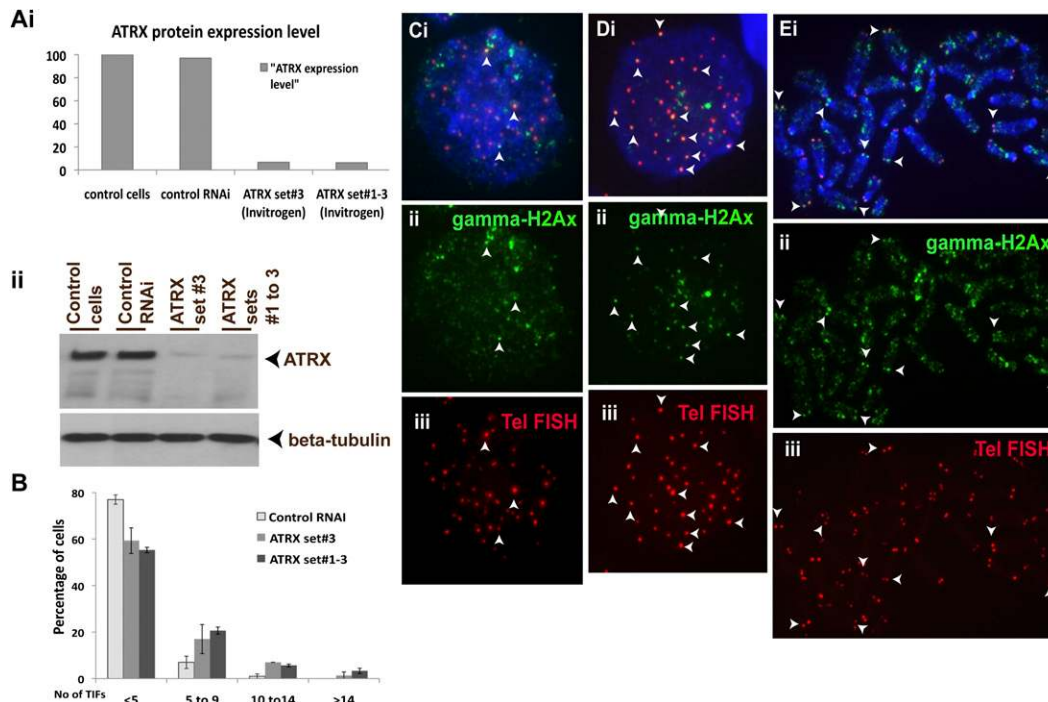 Ai
ATRX protein expression level
100
80
60
40
20
0
"ATRX expression
level"
control cells
control RNAi
ATRX set#3
(Invitrogen)
ATRX set#1-3
(Invitrogen)
ii
Control
cells
Control
RNAi
ATRX
set #3
ATRX
sets
#1 to 3
ATRX
beta-tubulin
B
Percentage of cells
80
60
40
20
0
Control RNAI
ATRX set#3
ATRX set#1-3
No of TIFs
<5
5 to 9
10 to14
>14
Ci
ii
gamma-H2Ax
iii
Tel FISH
Di
ii
gamma-H2Ax
iii
Tel FISH
Ei
ii
gamma-H2Ax
iii
Tel FISH